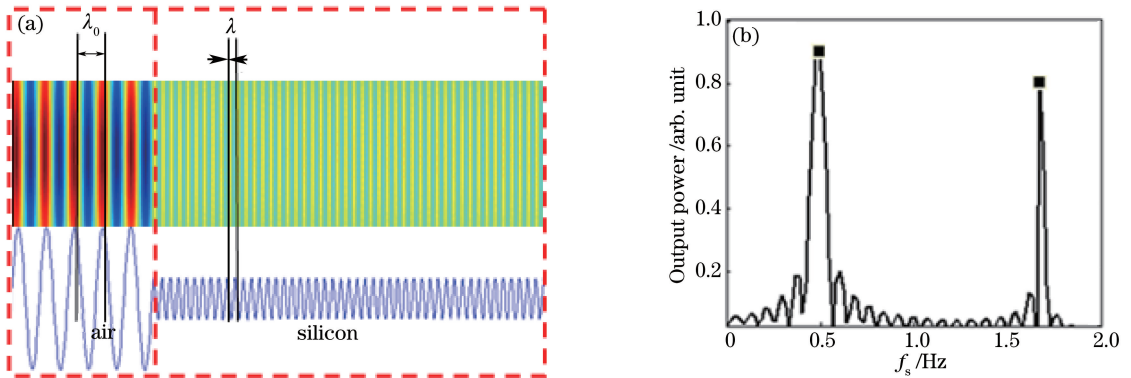 (a)
λ₀
λ
air
silicon
(b)
Output power /arb. unit
1.0
0.8
0.6
0.4
0.2
0
0.5
1.0
1.5
2.0
fₛ /Hz